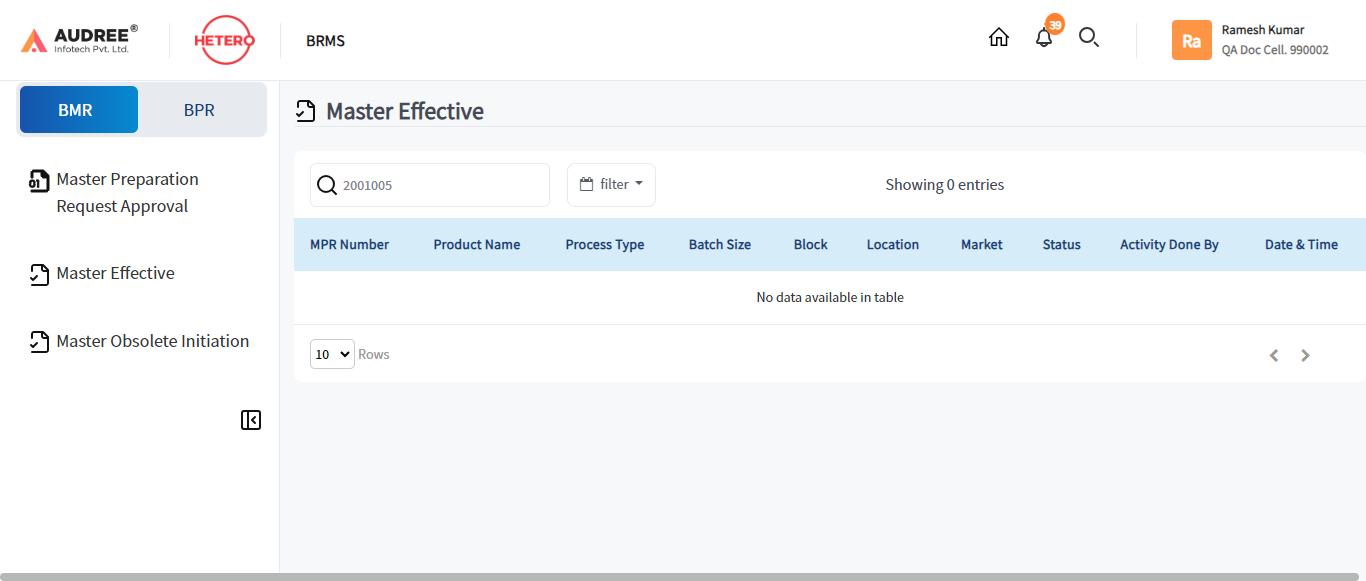 AUDREE®
Infotech Pvt. Ltd.
HETERO
BRMS
39
Ra
Ramesh Kumar
QA Doc Cell. 990002
BMR
BPR
01
Master Preparation
Request Approval
Master Effective
Master Obsolete Initiation
Master Effective
2001005
filter
Showing 0 entries
MPR Number Product Name Process Type Batch Size Block Location Market Status Activity Done By Date & Time
No data available in table
10 Rows